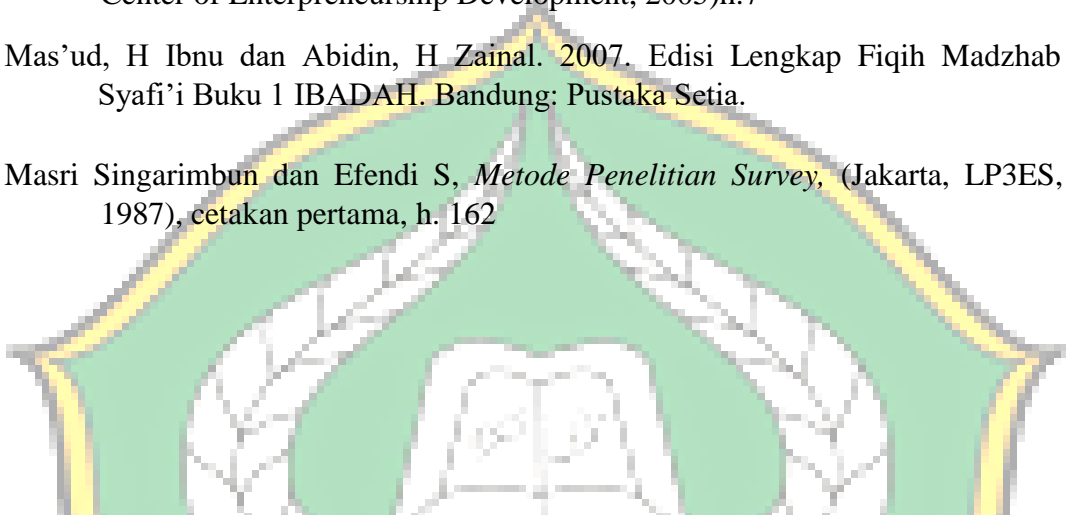 Center of Enterpreneurship Development, 2005)h.7
Mas’ud, H Ibnu dan Abidin, H Zainal. 2007. Edisi Lengkap Fiqih Madzhab
Syafi’i Buku 1 IBADAH. Bandung: Pustaka Setia.
Masri Singarimbun dan Efendi S, Metode Penelitian Survey, (Jakarta, LP3ES,
1987), cetakan pertama, h. 162